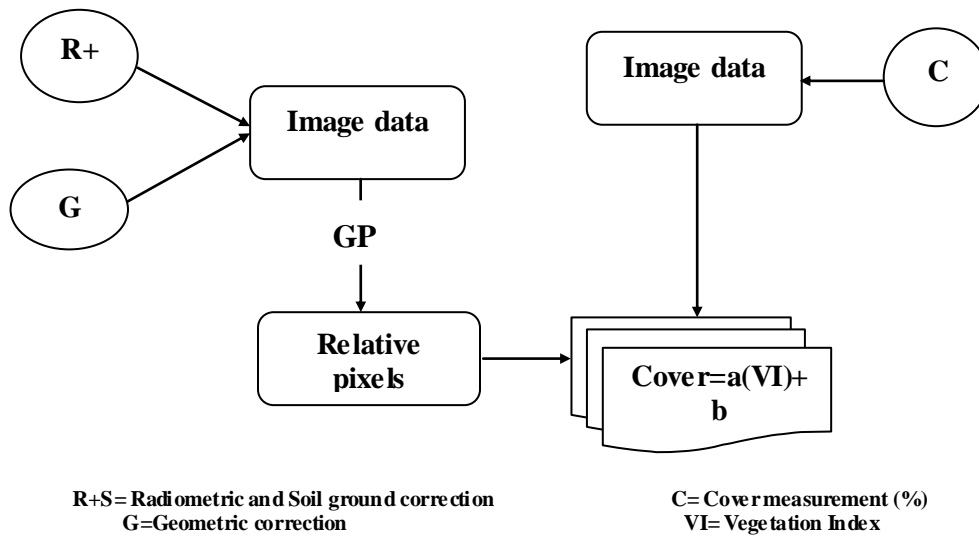 R+
Image data
G
GP
Relative
pixels
Image data
C
Cover=a(VI)+
b
R+S= Radiometric and Soil ground correction
G=Geometric correction
C= Cover measurement (%)
VI= Vegetation Index